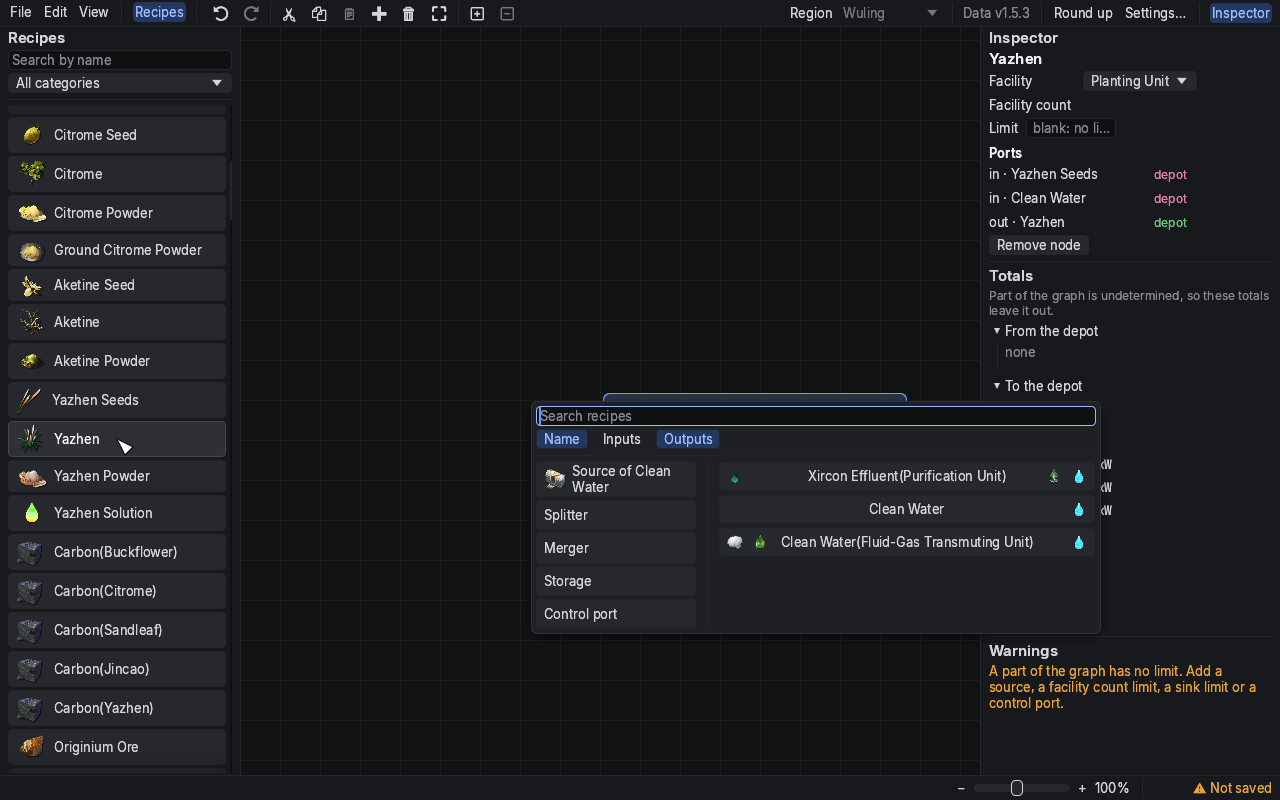 File Edit View Recipes Region Wuling Data v1.5.3 Round up Settings... Inspector
Recipes
Search by name
All categories
Citrome Seed
Citrome
Citrome Powder
Ground Citrome Powder
Aketine Seed
Aketine
Aketine Powder
Yazhen Seeds
Yazhen
Yazhen Powder
Yazhen Solution
Carbon(Buckflower)
Carbon(Citrome)
Carbon(Sandleaf)
Carbon(Jincao)
Carbon(Yazhen)
Originium Ore
Search recipes
Name Inputs Outputs
Source of Clean
Water
Splitter
Merger
Storage
Control port
Xircon Effluent(Purification Unit)
Clean Water
Clean Water(Fluid-Gas Transmuting Unit)
Inspector
Yazhen
Facility Planting Unit
Facility count
Limit blank: no li...
Ports
in · Yazhen Seeds depot
in · Clean Water depot
out · Yazhen depot
Remove node
Totals
Part of the graph is undetermined, so these totals
leave it out.
From the depot
none
To the depot
kW
kW
kW
Warnings
A part of the graph has no limit. Add a
source, a facility count limit, a sink limit or a
control port.
− + 100% Not saved